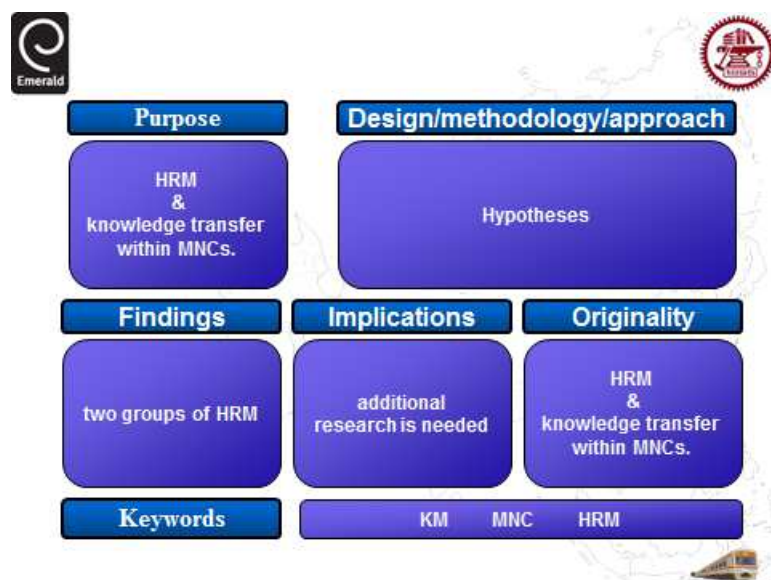 Emerald
Purpose
Design/methodology/approach
HRM
&
knowledge transfer
within MNCs.
Hypotheses
Findings
Implications
Originality
two groups of HRM
additional
research is needed
HRM
&
knowledge transfer
within MNCs.
Keywords
KM MNC HRM